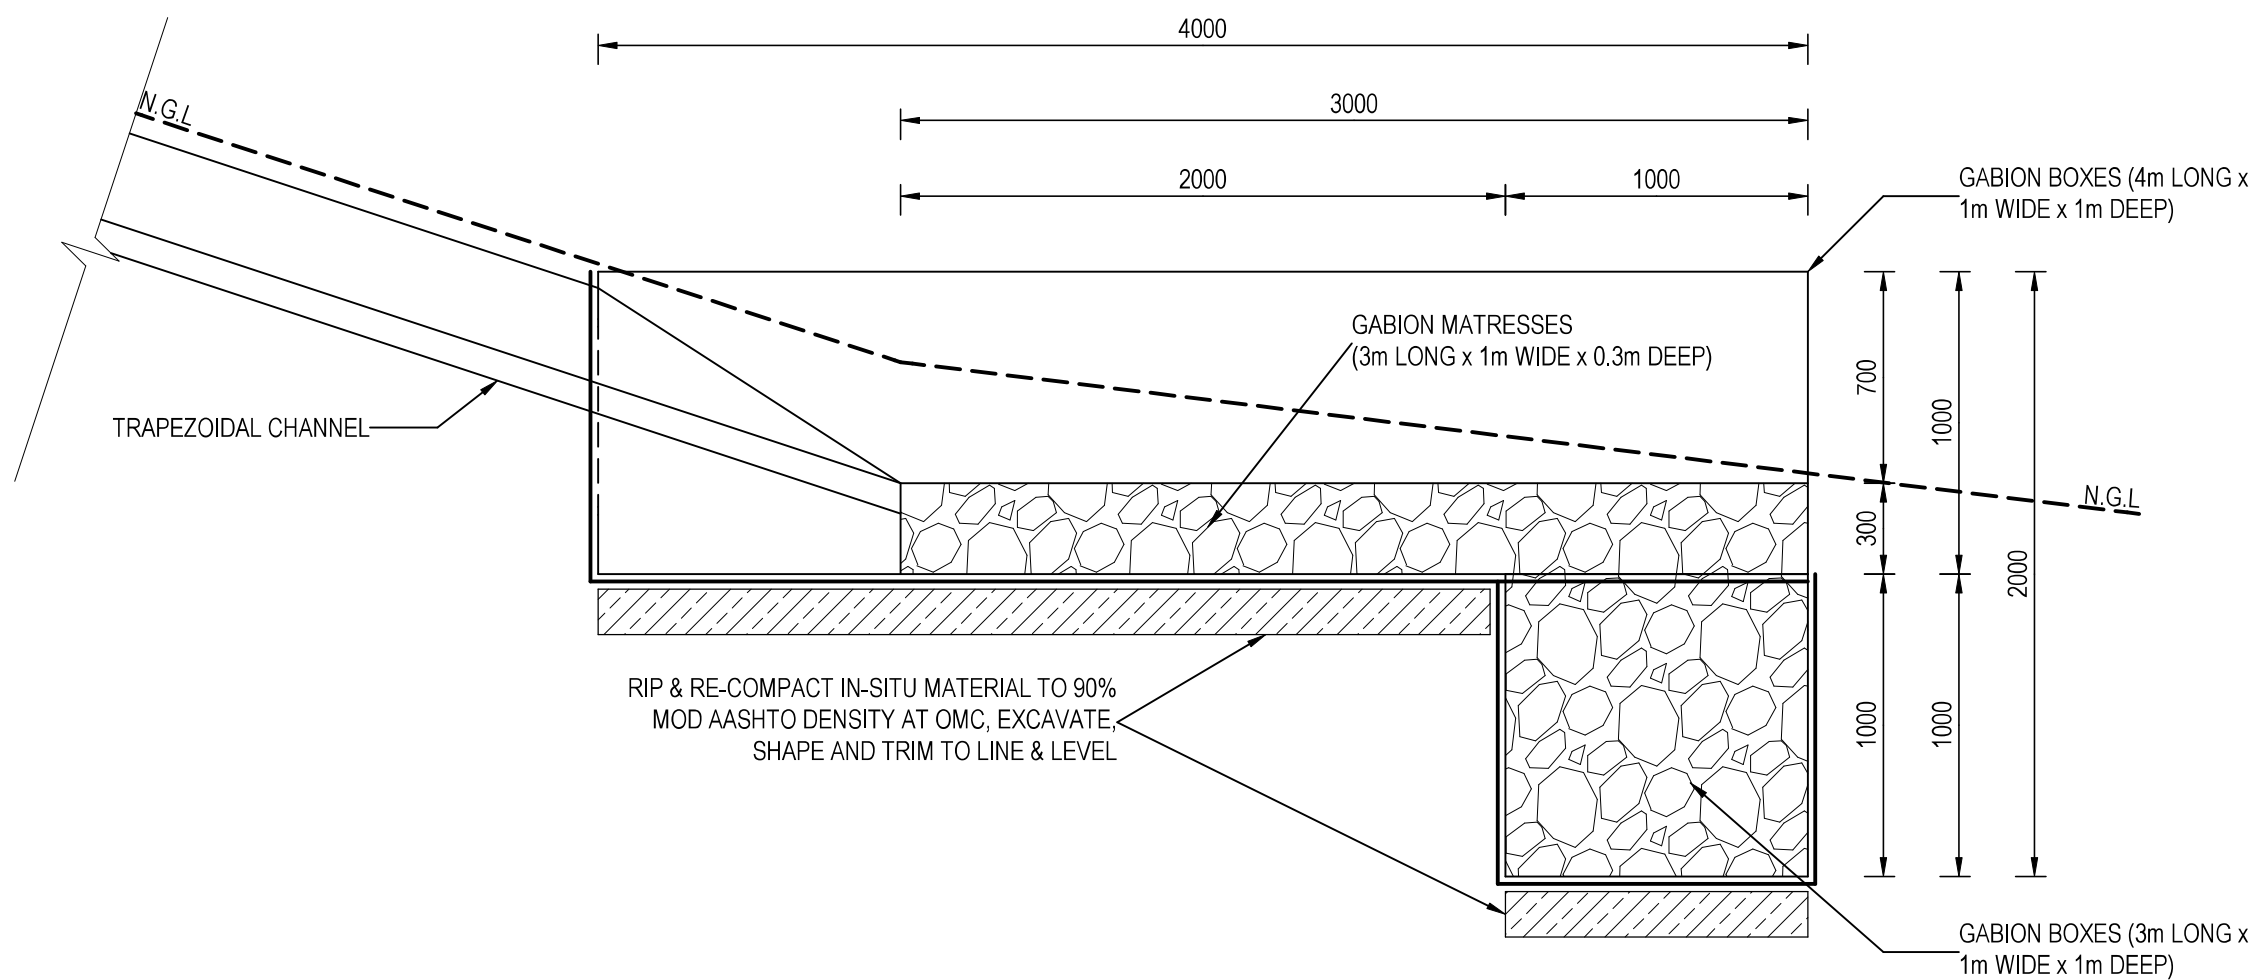 4000
N.G.L
3000
2000
1000
GABION BOXES (4m LONG x
1m WIDE x 1m DEEP)
GABION MATRESSES
(3m LONG x 1m WIDE x 0.3m DEEP)
700
1000
TRAPEZOIDAL CHANNEL
N.G.L
300
2000
RIP & RE-COMPACT IN-SITU MATERIAL TO 90%
MOD AASHTO DENSITY AT OMC, EXCAVATE,
SHAPE AND TRIM TO LINE & LEVEL
1000
1000
GABION BOXES (3m LONG x
1m WIDE x 1m DEEP)